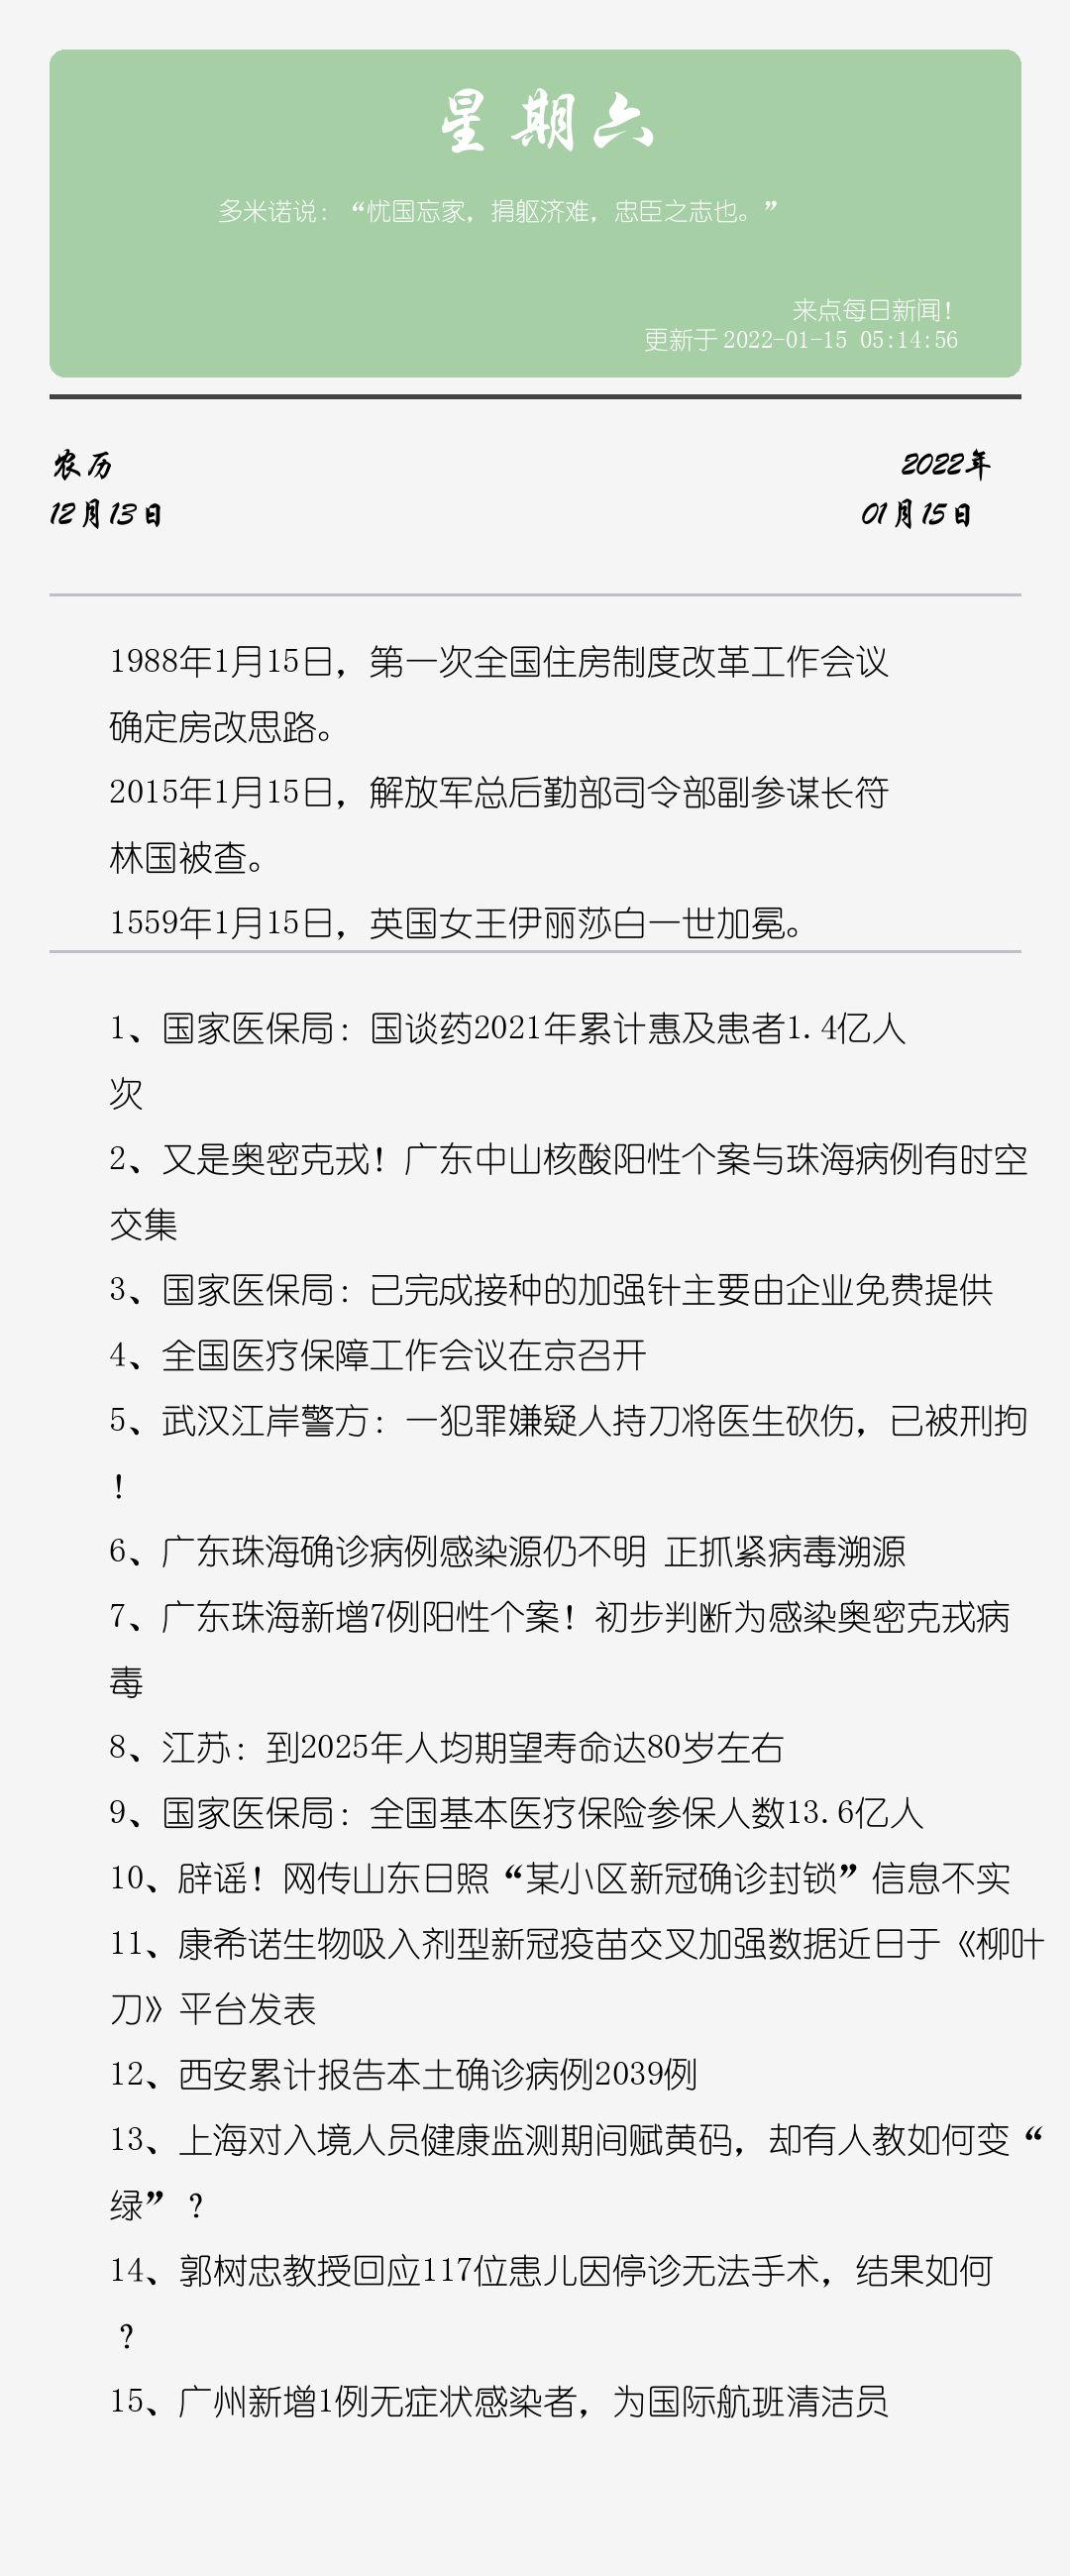 星期六
多米诺说：“忧国忘家，捐躯济难，忠臣之志也。”
来点每日新闻！
更新于 2022-01-15 05:14:56
农历
2022年
12月13日
01月15日
1988年1月15日，第一次全国住房制度改革工作会议
确定房改思路。
2015年1月15日，解放军总后勤部司令部副参谋长符
林国被查。
1559年1月15日，英国女王伊丽莎白一世加冕。
1、国家医保局：国谈药2021年累计惠及患者1.4亿人
次
2、又是奥密克戎！广东中山核酸阳性个案与珠海病例有时空
交集
3、国家医保局：已完成接种的加强针主要由企业免费提供
4、全国医疗保障工作会议在京召开
5、武汉江岸警方：一犯罪嫌疑人持刀将医生砍伤，已被刑拘
！
6、广东珠海确诊病例感染源仍不明 正抓紧病毒溯源
7、广东珠海新增7例阳性个案！初步判断为感染奥密克戎病
毒
8、江苏：到2025年人均期望寿命达80岁左右
9、国家医保局：全国基本医疗保险参保人数13.6亿人
10、辟谣！网传山东日照“某小区新冠确诊封锁”信息不实
11、康希诺生物吸入剂型新冠疫苗交叉加强数据近日于《柳叶
刀》平台发表
12、西安累计报告本土确诊病例2039例
13、上海对入境人员健康监测期间赋黄码，却有人教如何变“
绿”？
14、郭树忠教授回应117位患儿因停诊无法手术，结果如何
？
15、广州新增1例无症状感染者，为国际航班清洁员